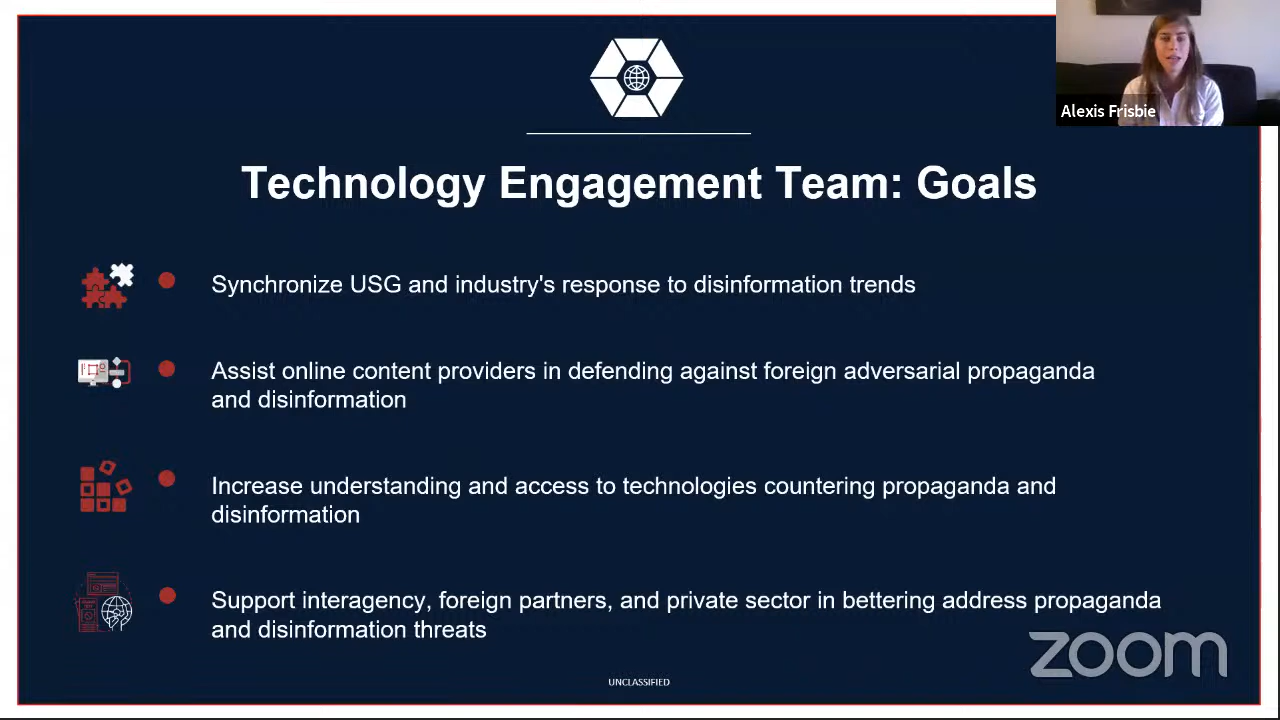 Alexis Frisbie
Technology Engagement Team: Goals
Synchronize USG and industry's response to disinformation trends
Assist online content providers in defending against foreign adversarial propaganda
and disinformation
Increase understanding and access to technologies countering propaganda and
disinformation
Support interagency, foreign partners, and private sector in bettering address propaganda
and disinformation threats
zoom
UNCLASSIFIED